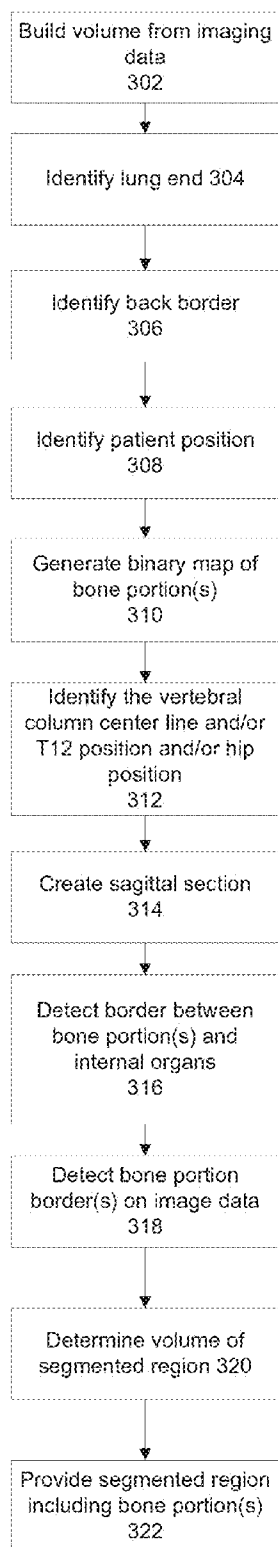 Build volume from imaging
data
302
Identify lung end 304
Identify back border
306
Identify patient position
308
Generate binary map of
bone portion(s)
310
Identify the vertebral
column center line and/or
T12 position and/or hip
position
312
Create sagittal section
314
Detect border between
bone portion(s) and
internal organs
316
Detect bone portion
border(s) on image data
318
Determine volume of
segmented region 320
Provide segmented region
including bone portion(s)
322